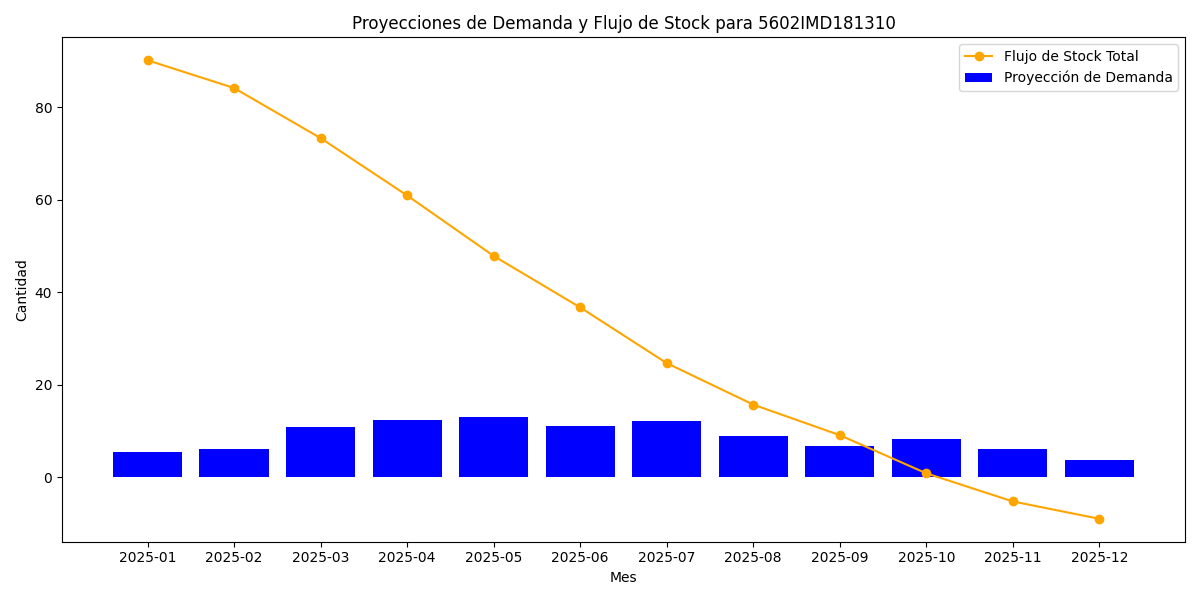 Proyecciones de Demanda y Flujo de Stock para 5602IMD181310
Flujo de Stock Total
Proyección de Demanda
Cantidad
80
60
40
20
0
2025-01 2025-02 2025-03 2025-04 2025-05 2025-06 2025-07 2025-08 2025-09 2025-10 2025-11 2025-12
Mes